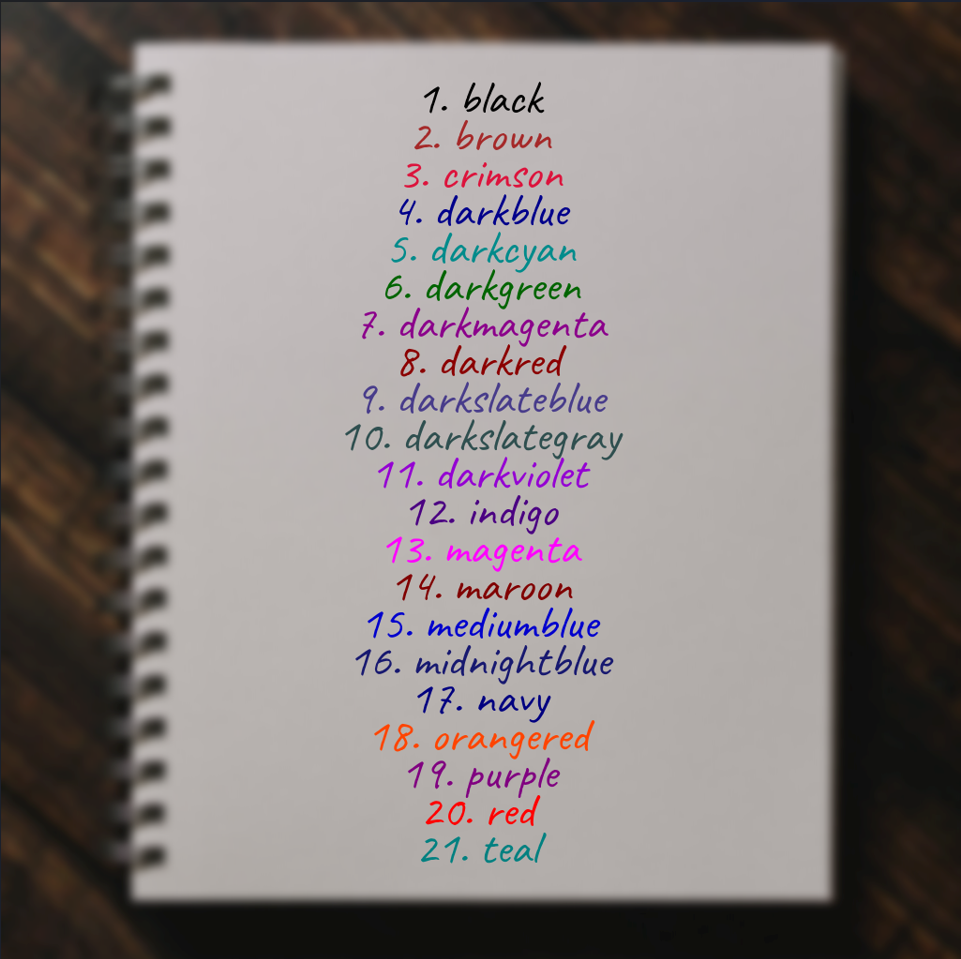 1. black
2. brown
3. crimson
4. darkblue
5. darkcyan
6. darkgreen
7. darkmagenta
8. darkred
9. darkslateblue
10. darkslategray
11. darkviolet
12. indigo
13. magenta
14. maroon
15. mediumblue
16. midnightblue
17. navy
18. orangered
19. purple
20. red
21. teal